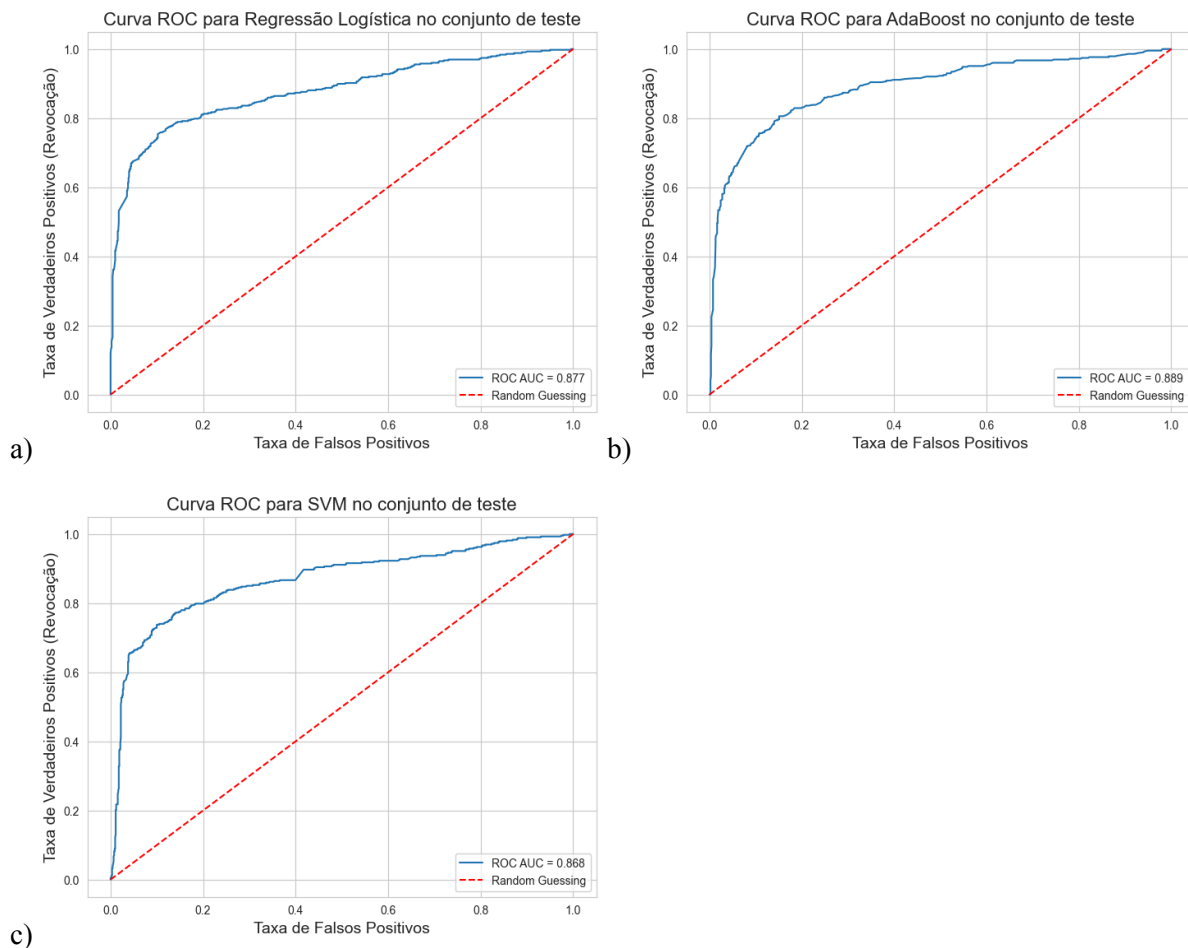 Curva ROC para Regressão Logística no conjunto de teste
Taxa de Verdadeiros Positivos (Revocação)
1.0
0.8
0.6
0.4
0.2
0.0
ROC AUC = 0.877
Random Guessing
0.0 0.2 0.4 0.6 0.8 1.0
Taxa de Falsos Positivos
a)
Curva ROC para AdaBoost no conjunto de teste
Taxa de Verdadeiros Positivos (Revocação)
1.0
0.8
0.6
0.4
0.2
0.0
ROC AUC = 0.889
Random Guessing
0.0 0.2 0.4 0.6 0.8 1.0
Taxa de Falsos Positivos
b)
Curva ROC para SVM no conjunto de teste
Taxa de Verdadeiros Positivos (Revocação)
1.0
0.8
0.6
0.4
0.2
0.0
ROC AUC = 0.868
Random Guessing
0.0 0.2 0.4 0.6 0.8 1.0
Taxa de Falsos Positivos
c)